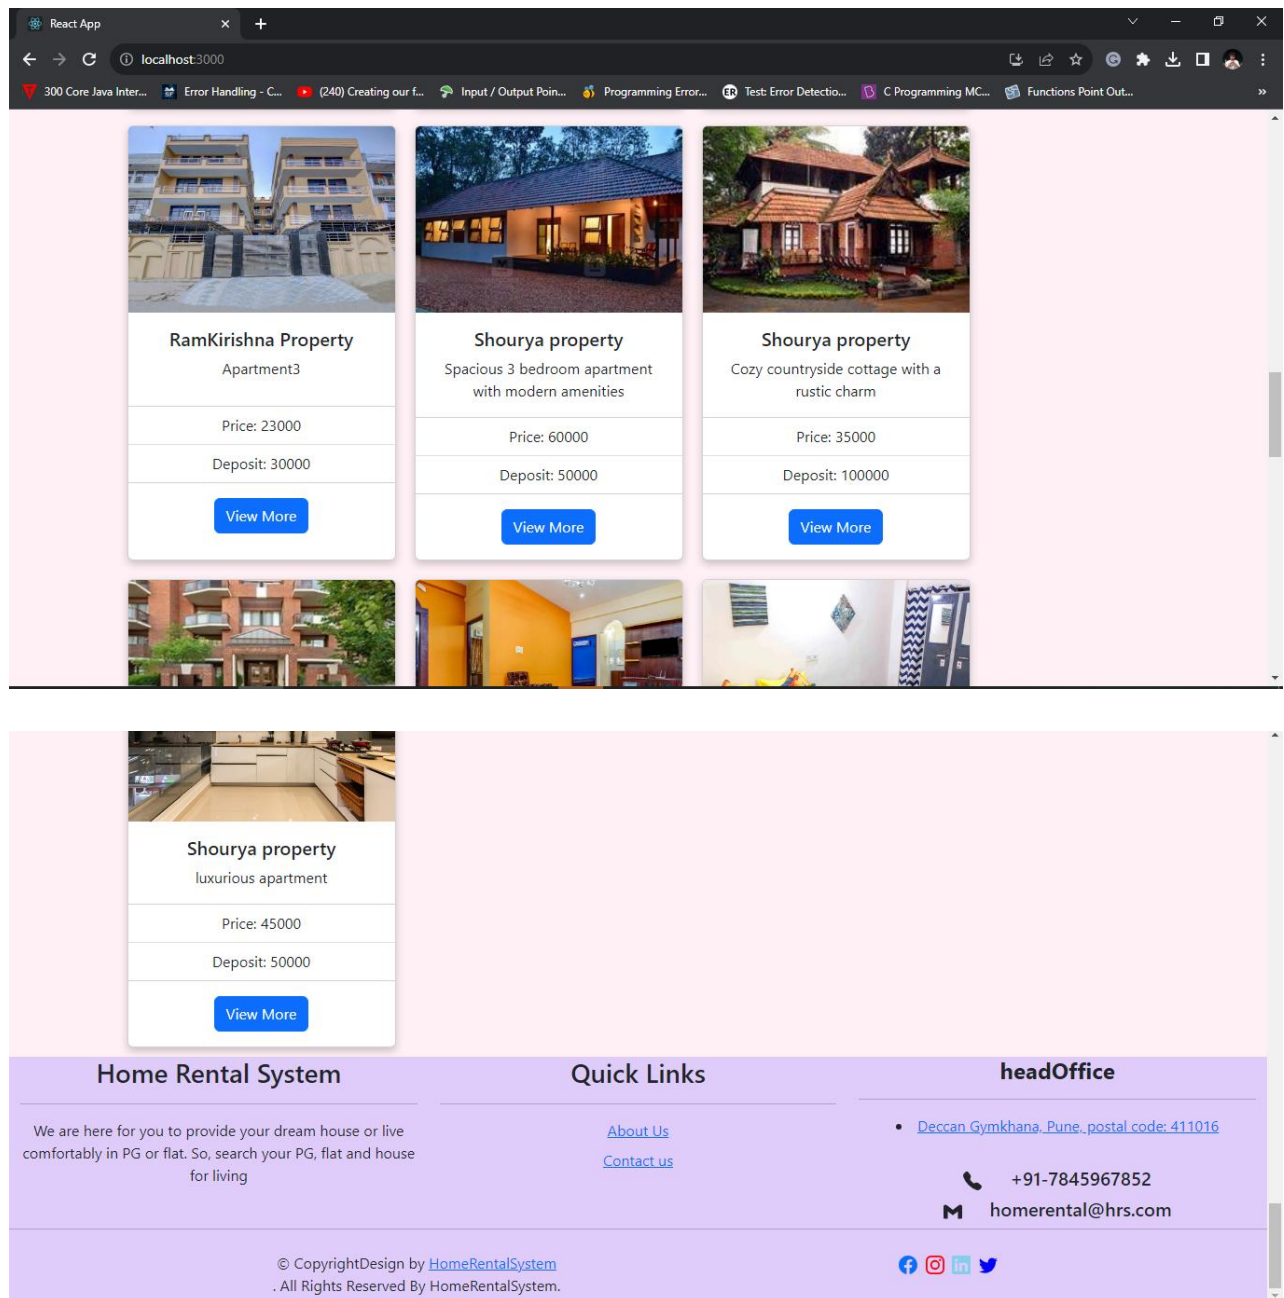 React App
localhost:3000
300 Core Java Inter...
Error Handling - C...
(240) Creating our f...
Input / Output Poin...
Programming Error...
ER
Test: Error Detectio...
C Programming MC...
Functions Point Out...
»
RamKirishna Property
Apartment3
Price: 23000
Deposit: 30000
View More
Shourya property
Spacious 3 bedroom apartment
with modern amenities
Price: 60000
Deposit: 50000
View More
Shourya property
Cozy countryside cottage with a
rustic charm
Price: 35000
Deposit: 100000
View More
Shourya property
luxurious apartment
Price: 45000
Deposit: 50000
View More
Home Rental System
We are here for you to provide your dream house or live
comfortably in PG or flat. So, search your PG, flat and house
for living
Quick Links
About Us
Contact us
headOffice
• Deccan Gymkhana, Pune, postal code: 411016
+91-7845967852
homerental@hrs.com
© CopyrightDesign by HomeRentalSystem
. All Rights Reserved By HomeRentalSystem.